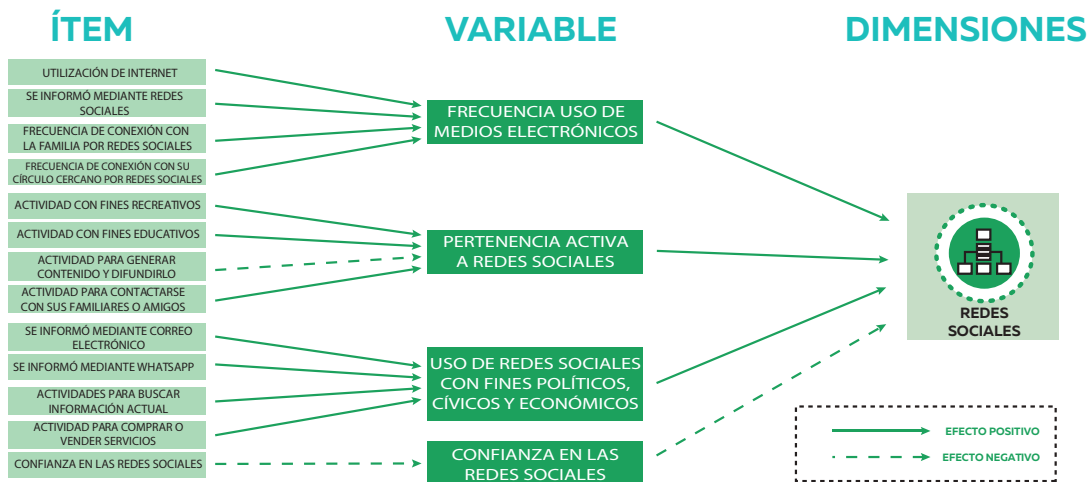 ÍTEM
VARIABLE
DIMENSIONES
UTILIZACIÓN DE INTERNET
SE INFORMÓ MEDIANTE REDES
SOCIALES
FRECUENCIA DE CONEXIÓN CON
LA FAMILIA POR REDES SOCIALES
FRECUENCIA DE CONEXIÓN CON SU
CÍRCULO CERCANO POR REDES SOCIALES
ACTIVIDAD CON FINES RECREATIVOS
ACTIVIDAD CON FINES EDUCATIVOS
ACTIVIDAD PARA GENERAR
CONTENIDO Y DIFUNDIRLO
ACTIVIDAD PARA CONTACTARSE
CON SUS FAMILIARES O AMIGOS
SE INFORMÓ MEDIANTE CORREO
ELECTRÓNICO
SE INFORMÓ MEDIANTE WHATSAPP
ACTIVIDADES PARA BUSCAR
INFORMACIÓN ACTUAL
ACTIVIDAD PARA COMPRAR O
VENDER SERVICIOS
CONFIANZA EN LAS REDES SOCIALES
FRECUENCIA USO DE
MEDIOS ELECTRÓNICOS
PERTENENCIA ACTIVA
A REDES SOCIALES
USO DE REDES SOCIALES
CON FINES POLÍTICOS,
CÍVICOS Y ECONÓMICOS
CONFIANZA EN LAS
REDES SOCIALES
REDES
SOCIALES
EFECTO POSITIVO
EFECTO NEGATIVO